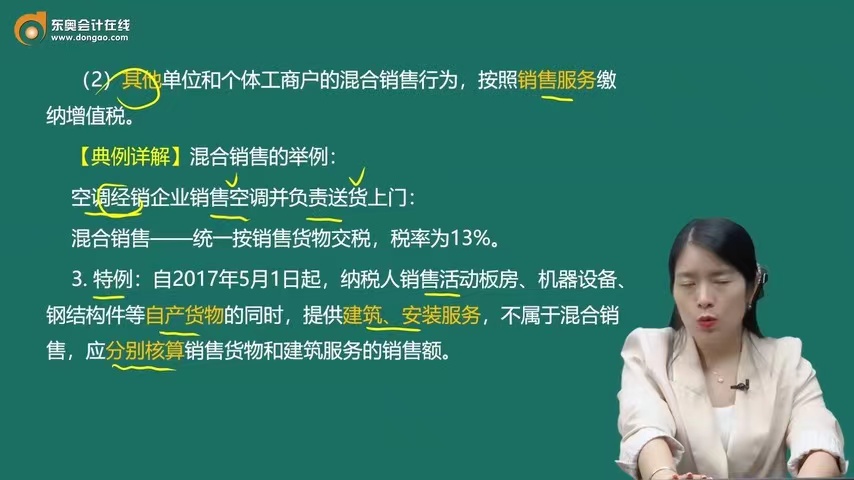 东奥会计在线
www.dongao.com
（2）其他单位和个体工商户的混合销售行为，按照销售服务缴
纳增值税。
【典例详解】混合销售的举例：
空调经销企业销售空调并负责送货上门：
混合销售——统一按销售货物交税，税率为13%。
3. 特例：自2017年5月1日起，纳税人销售活动板房、机器设备、
钢结构件等自产货物的同时，提供建筑、安装服务，不属于混合销
售，应分别核算销售货物和建筑服务的销售额。